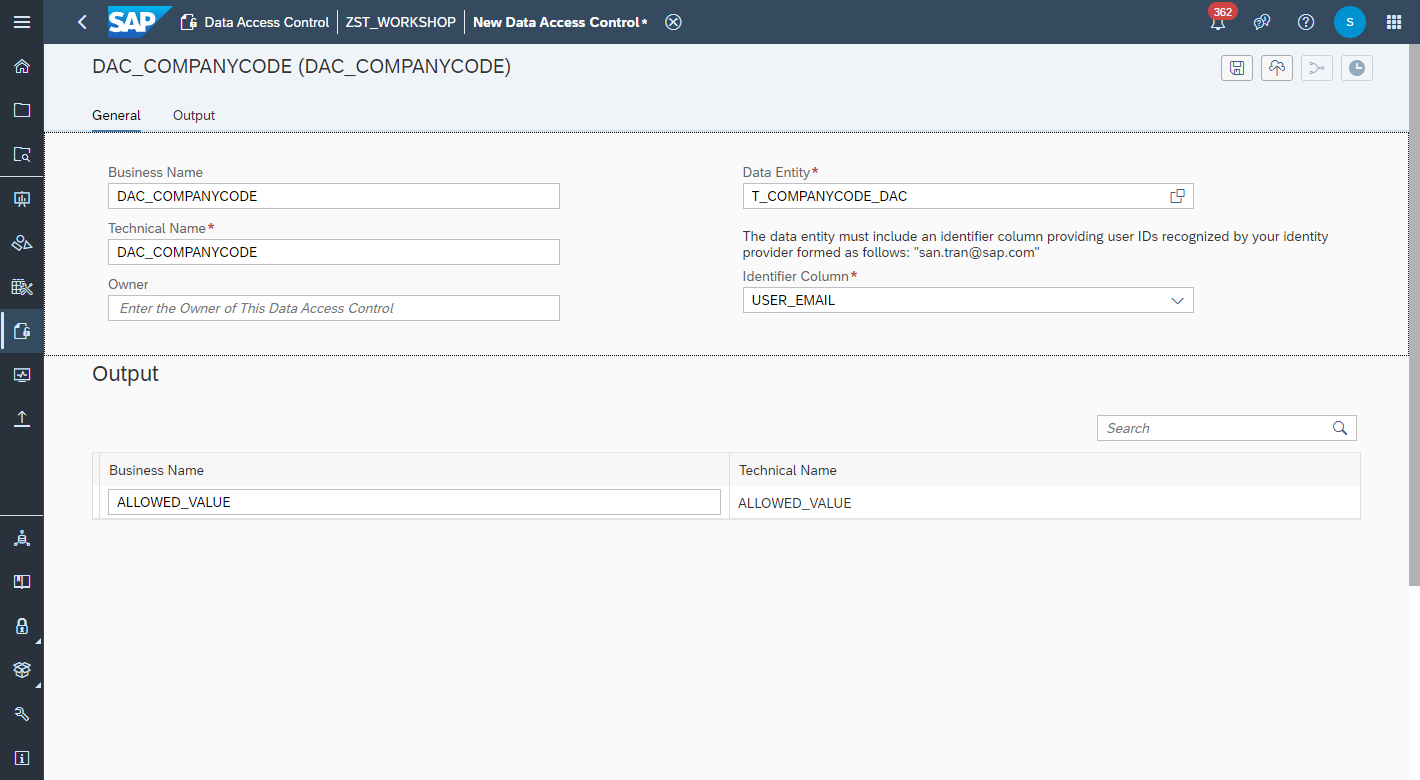 SAP Data Access Control ZST_WORKSHOP New Data Access Control* 362 S
DAC_COMPANYCODE (DAC_COMPANYCODE)
General Output
Business Name
DAC_COMPANYCODE
Technical Name*
DAC_COMPANYCODE
Owner
Enter the Owner of This Data Access Control
Data Entity*
T_COMPANYCODE_DAC
The data entity must include an identifier column providing user IDs recognized by your identity
provider formed as follows: "san.tran@sap.com"
Identifier Column*
USER_EMAIL
Output
Search
Business Name Technical Name
ALLOWED_VALUE ALLOWED_VALUE